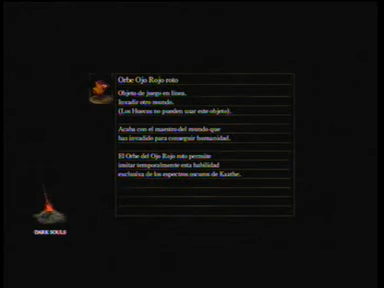 Orbe Ojo Rojo roto
Objeto de juego en línea.
Invadir otro mundo.
(Los Huecos no pueden usar este objeto).
Acaba con el maestro del mundo que
has invadido para conseguir humanidad.
El Orbe del Ojo Rojo roto permite
imitar temporalmente esta habilidad
exclusiva de los espectros oscuros de Kaathe.
DARK SOULS